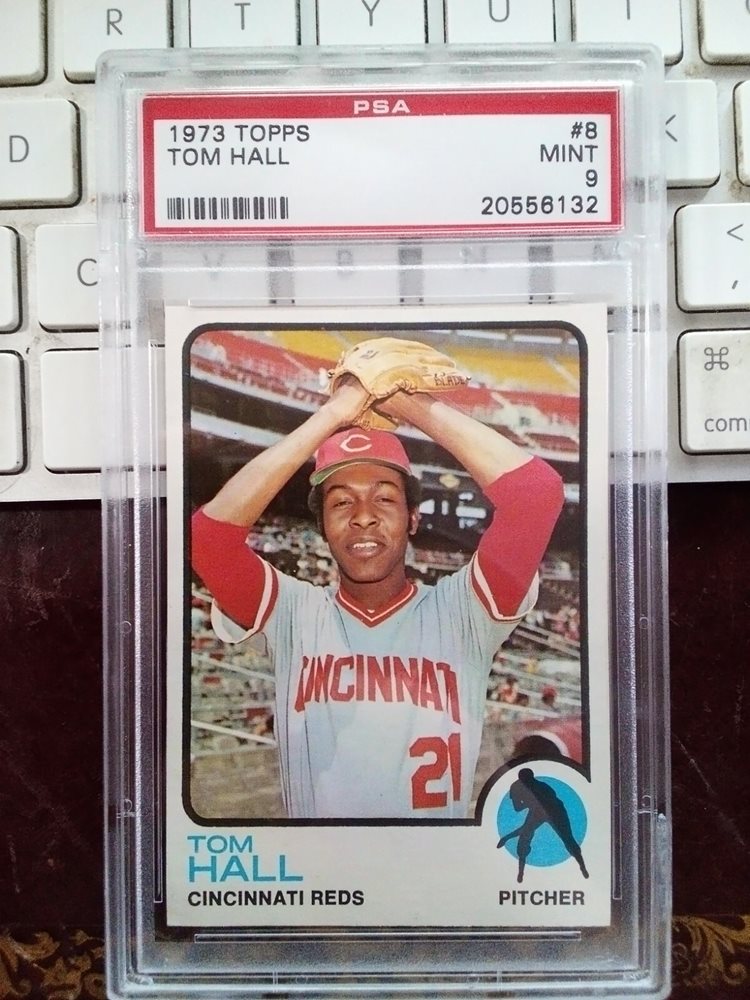 R T Y U I
PSA
1973 TOPPS #8
TOM HALL MINT
9
20556132
D K
C V B N M
<
,
⌘
com
C
CINCINNATI
21
TOM
HALL
CINCINNATI REDS PITCHER